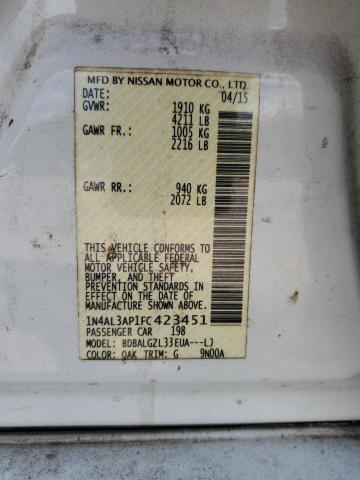 MFD BY NISSAN MOTOR CO., LTD.
DATE: 04/15
GVWR: 1910 KG
4211 LB
GAWR FR.: 1005 KG
2216 LB
GAWR RR.: 940 KG
2072 LB
THIS VEHICLE CONFORMS TO
ALL APPLICABLE FEDERAL
MOTOR VEHICLE SAFETY,
BUMPER, AND THEFT
PREVENTION STANDARDS IN
EFFECT ON THE DATE OF
MANUFACTURE SHOWN ABOVE.
1N4AL3AP1FC423451
PASSENGER CAR 198
MODEL: BDBALGZL33EUA---LJ
COLOR: QAK TRIM: G 9N00A